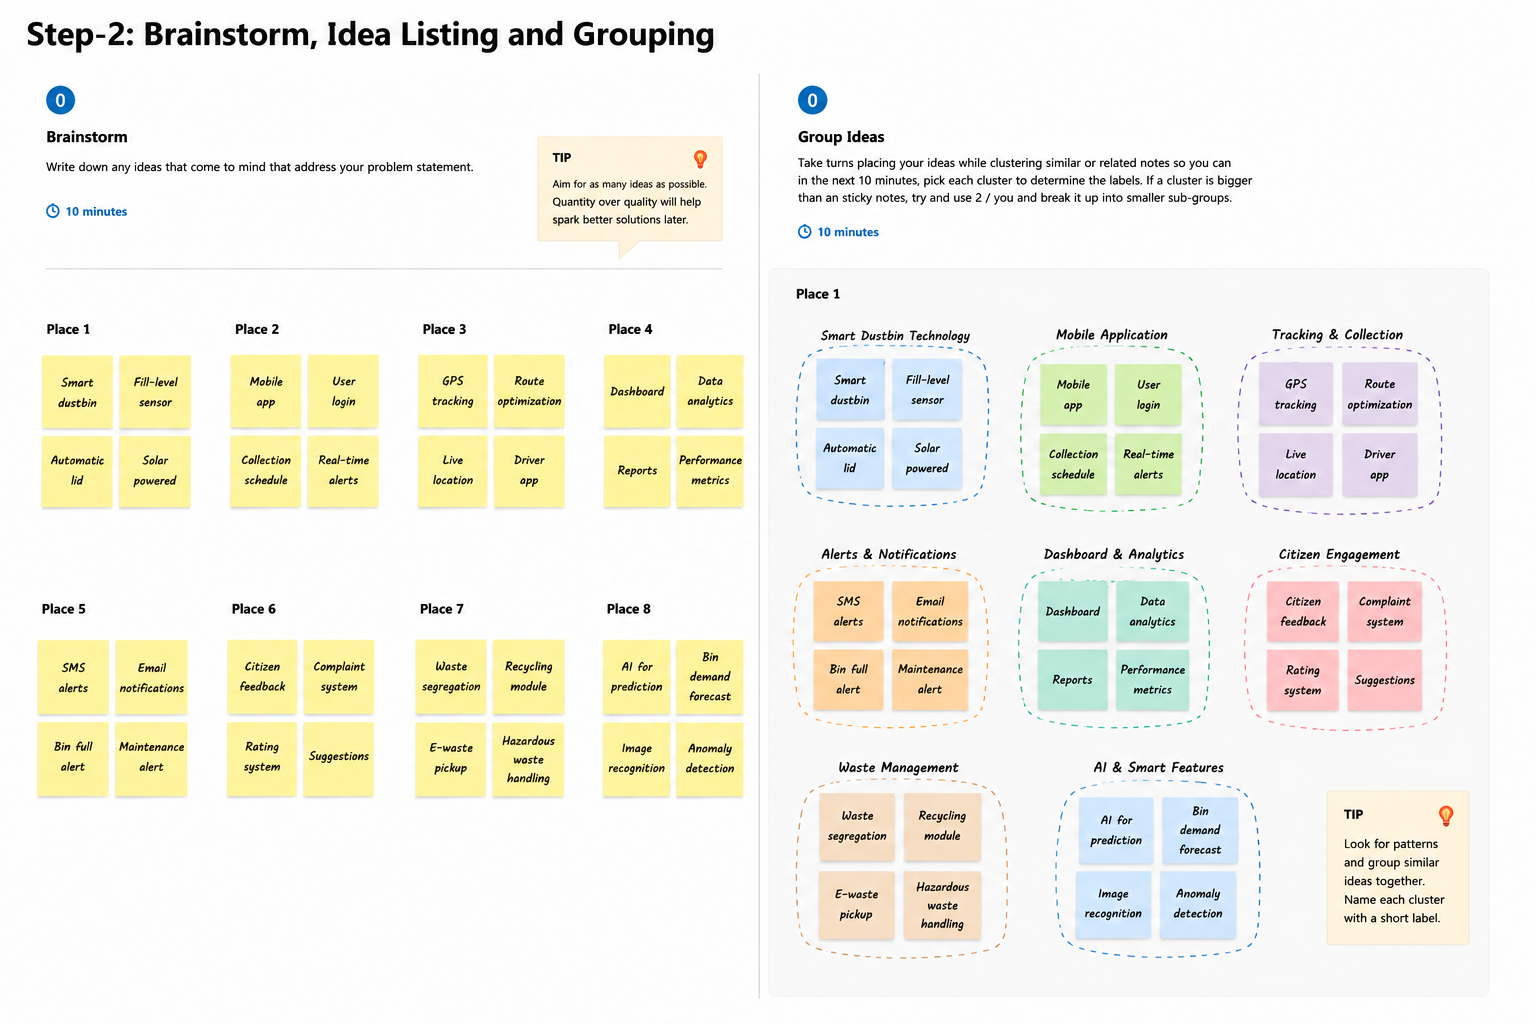 Step-2: Brainstorm, Idea Listing and Grouping
0
Brainstorm
Write down any ideas that come to mind that address your problem statement.
10 minutes
TIP
Aim for as many ideas as possible.
Quantity over quality will help
spark better solutions later.
Place 1
Smart
dustbin
Fill-level
sensor
Automatic
lid
Solar
powered
Place 2
Mobile
app
User
login
Collection
schedule
Real-time
alerts
Place 3
GPS
tracking
Route
optimization
Live
location
Driver
app
Place 4
Dashboard
Data
analytics
Reports
Performance
metrics
Place 5
SMS
alerts
Email
notifications
Bin full
alert
Maintenance
alert
Place 6
Citizen
feedback
Complaint
system
Rating
system
Suggestions
Place 7
Waste
segregation
Recycling
module
E-waste
pickup
Hazardous
waste
handling
Place 8
AI for
prediction
Bin
demand
forecast
Image
recognition
Anomaly
detection
0
Group Ideas
Take turns placing your ideas while clustering similar or related notes so you can
in the next 10 minutes, pick each cluster to determine the labels. If a cluster is bigger
than an sticky notes, try and use 2 / you and break it up into smaller sub-groups.
10 minutes
Place 1
Smart Dustbin Technology
Smart
dustbin
Fill-level
sensor
Automatic
lid
Solar
powered
Mobile Application
Mobile
app
User
login
Collection
schedule
Real-time
alerts
Tracking & Collection
GPS
tracking
Route
optimization
Live
location
Driver
app
Alerts & Notifications
SMS
alerts
Email
notifications
Bin full
alert
Maintenance
alert
Dashboard & Analytics
Dashboard
Data
analytics
Reports
Performance
metrics
Citizen Engagement
Citizen
feedback
Complaint
system
Rating
system
Suggestions
Waste Management
Waste
segregation
Recycling
module
E-waste
pickup
Hazardous
waste
handling
AI & Smart Features
AI for
prediction
Bin
demand
forecast
Image
recognition
Anomaly
detection
TIP
Look for patterns
and group similar
ideas together.
Name each cluster
with a short label.